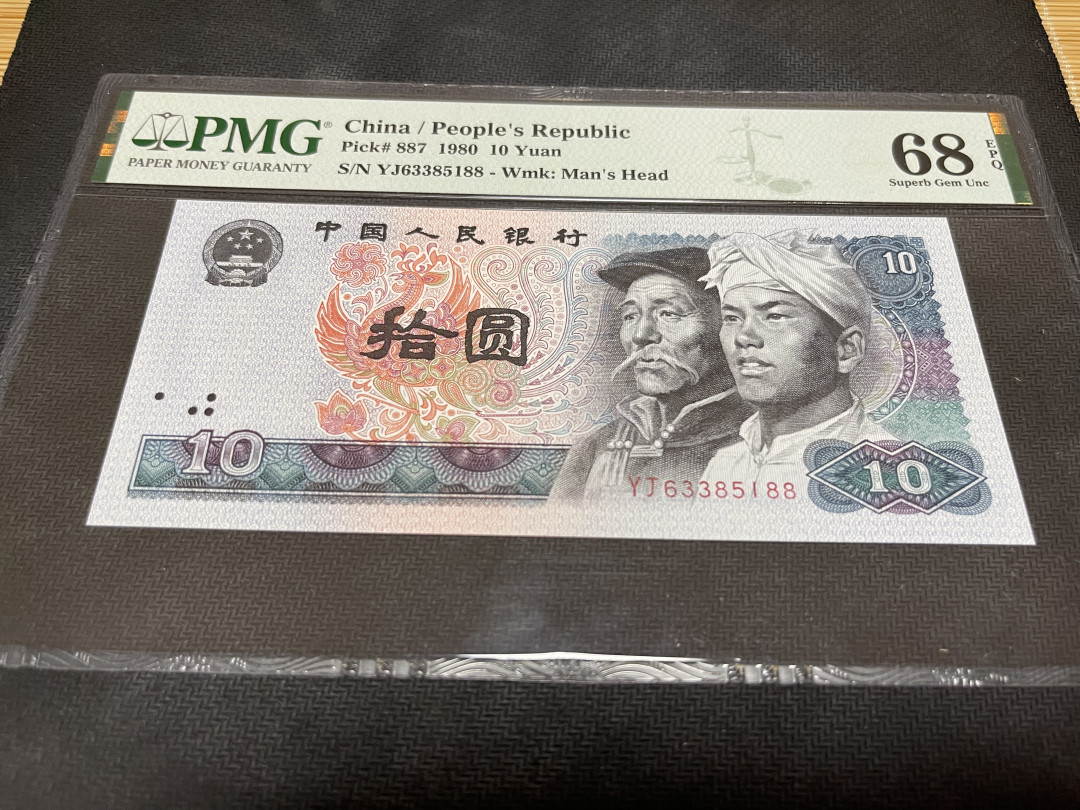 PMG®
PAPER MONEY GUARANTY
China / People's Republic
Pick# 887 1980 10 Yuan
S/N YJ63385188 - Wmk: Man's Head
68
EPQ
Superb Gem Unc
中国人民银行
10
拾圆
10
YJ63385188
10